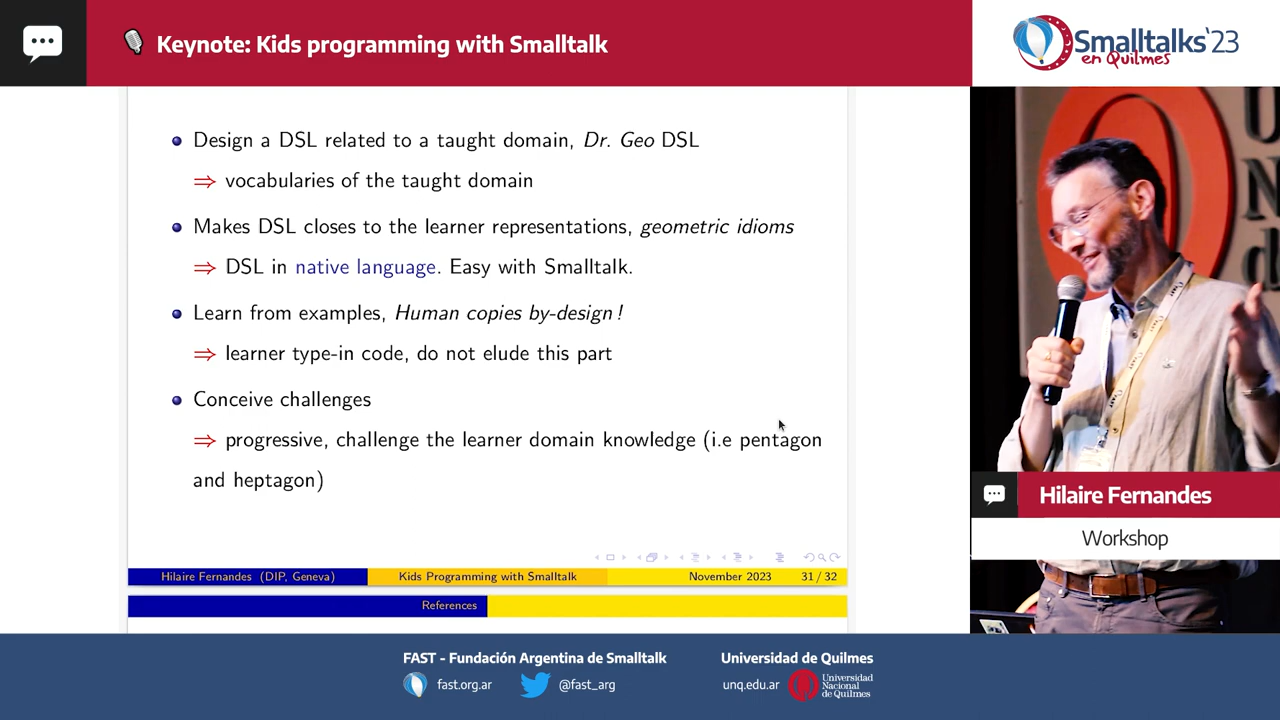 Keynote: Kids programming with Smalltalk
Smalltalks'23
en Quilmes
Design a DSL related to a taught domain, Dr. Geo DSL
⇒ vocabularies of the taught domain
Makes DSL closes to the learner representations, geometric idioms
⇒ DSL in native language. Easy with Smalltalk.
Learn from examples, Human copies by-design !
⇒ learner type-in code, do not elude this part
Conceive challenges
⇒ progressive, challenge the learner domain knowledge (i.e pentagon
and heptagon)
Hilaire Fernandes (DIP, Geneva)
Kids Programming with Smalltalk
November 2023
31 / 32
References
Hilaire Fernandes
Workshop
FAST - Fundación Argentina de Smalltalk
fast.org.ar
@fast_arg
Universidad de Quilmes
unq.edu.ar
Universidad
Nacional
de Quilmes